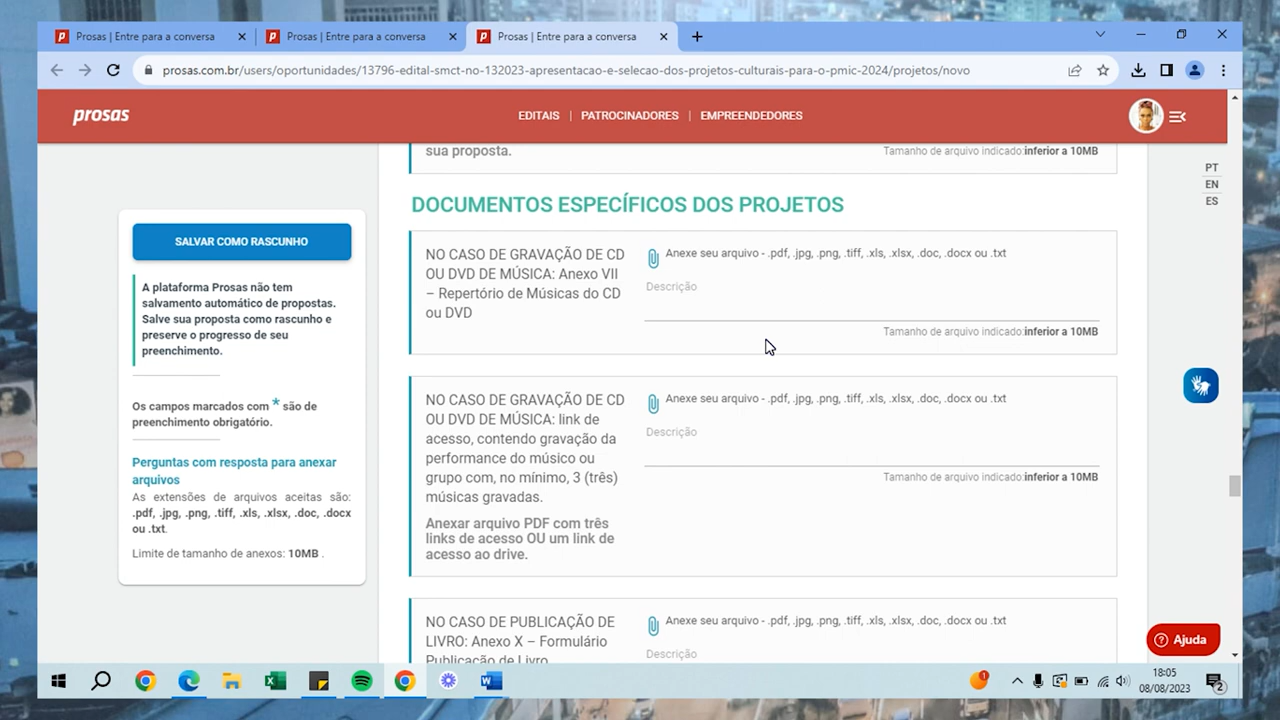 Prosas | Entre para a conversa
Prosas | Entre para a conversa
Prosas | Entre para a conversa
prosas.com.br/users/oportunidades/13796-edital-smct-no-132023-apresentacao-e-selecao-dos-projetos-culturais-para-o-pmic-2024/projetos/novo
prosas
EDITAIS | PATROCINADORES | EMPREENDEDORES
PT
EN
ES
sua proposta.
Tamanho de arquivo indicado:inferior a 10MB
DOCUMENTOS ESPECÍFICOS DOS PROJETOS
SALVAR COMO RASCUNHO
A plataforma Prosas não tem
salvamento automático de propostas.
Salve sua proposta como rascunho e
preserve o progresso de seu
preenchimento.
Os campos marcados com * são de
preenchimento obrigatório.
Perguntas com resposta para anexar
arquivos
As extensões de arquivos aceitas são:
.pdf, .jpg, .png, .tiff, .xls, .xlsx, .doc, .docx
ou .txt.
Limite de tamanho de anexos: 10MB .
NO CASO DE GRAVAÇÃO DE CD
OU DVD DE MÚSICA: Anexo VII
– Repertório de Músicas do CD
ou DVD
Anexe seu arquivo - .pdf, .jpg, .png, .tiff, .xls, .xlsx, .doc, .docx ou .txt
Descrição
Tamanho de arquivo indicado:inferior a 10MB
NO CASO DE GRAVAÇÃO DE CD
OU DVD DE MÚSICA: link de
acesso, contendo gravação da
performance do músico ou
grupo com, no mínimo, 3 (três)
músicas gravadas.
Anexar arquivo PDF com três
links de acesso OU um link de
acesso ao drive.
Anexe seu arquivo - .pdf, .jpg, .png, .tiff, .xls, .xlsx, .doc, .docx ou .txt
Descrição
Tamanho de arquivo indicado:inferior a 10MB
NO CASO DE PUBLICAÇÃO DE
LIVRO: Anexo X – Formulário
Publicação de Livro
Anexe seu arquivo - .pdf, .jpg, .png, .tiff, .xls, .xlsx, .doc, .docx ou .txt
Descrição
Ajuda
1
18:05
08/08/2023
2